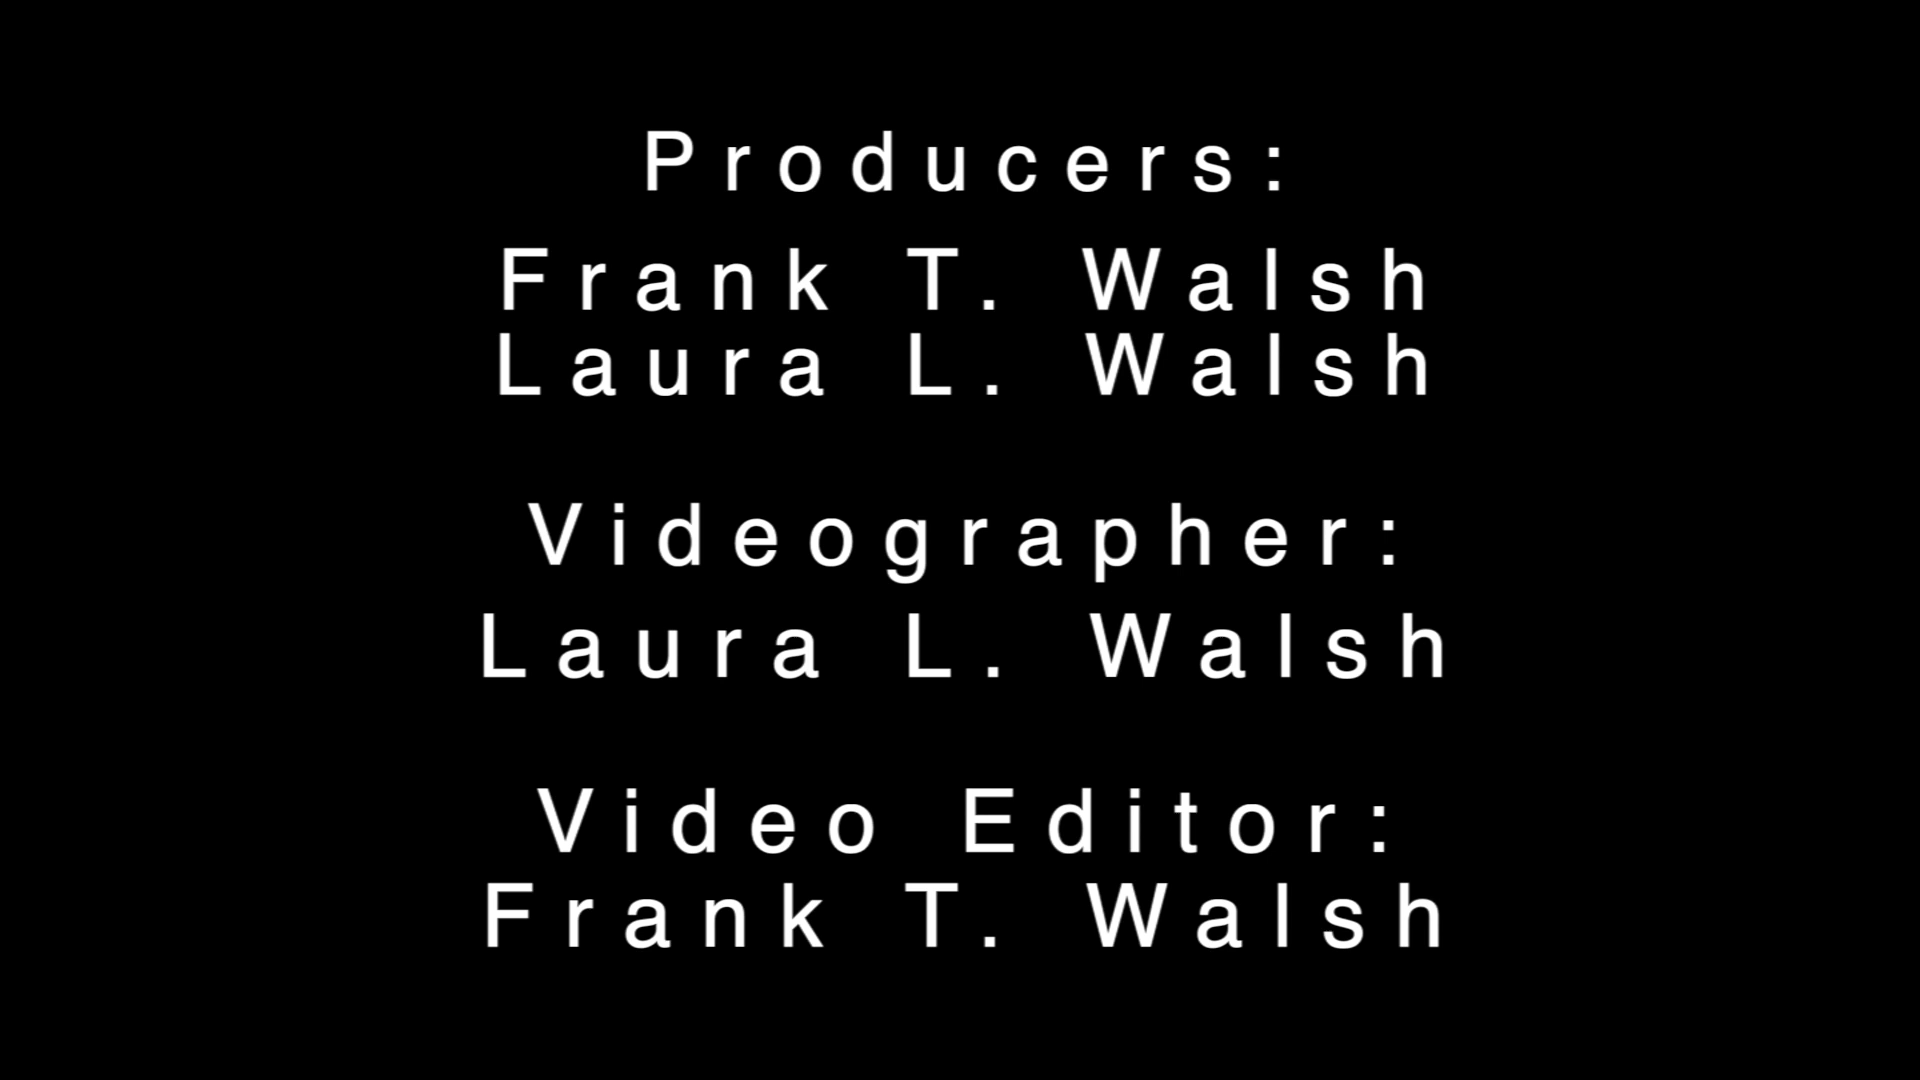 Producers:
Frank T. Walsh
Laura L. Walsh
Videographer:
Laura L. Walsh
Video Editor:
Frank T. Walsh